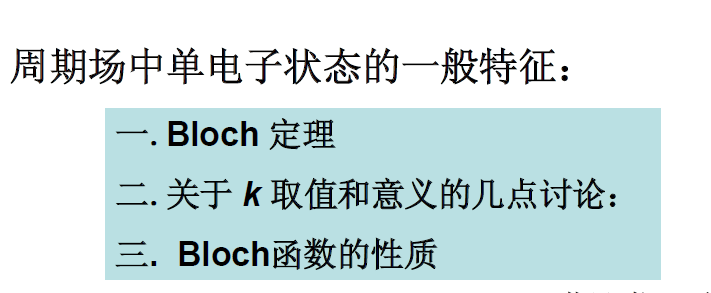 周期场中单电子状态的一般特征：
一. Bloch 定理
二. 关于 k 取值和意义的几点讨论：
三. Bloch函数的性质